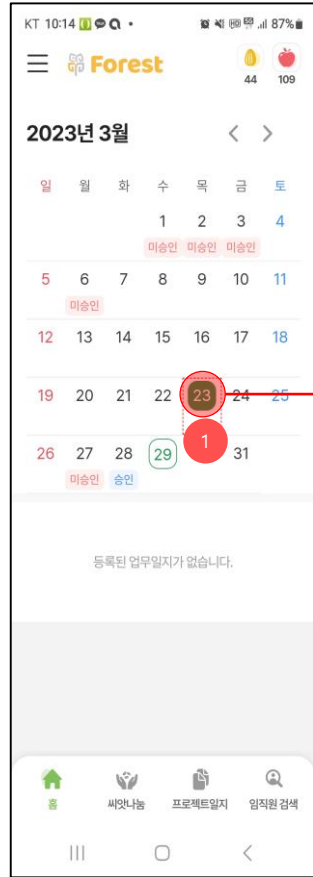 KT 10:14 87%
Forest
44 109
2023년 3월
일 월 화 수 목 금 토
1 2 3 4
미승인 미승인 미승인
5 6 7 8 9 10 11
미승인
12 13 14 15 16 17 18
19 20 21 22 23 24 25
1
26 27 28 29 31
미승인 승인
등록된 업무일지가 없습니다.
홈 씨앗나눔 프로젝트일지 임직원 검색